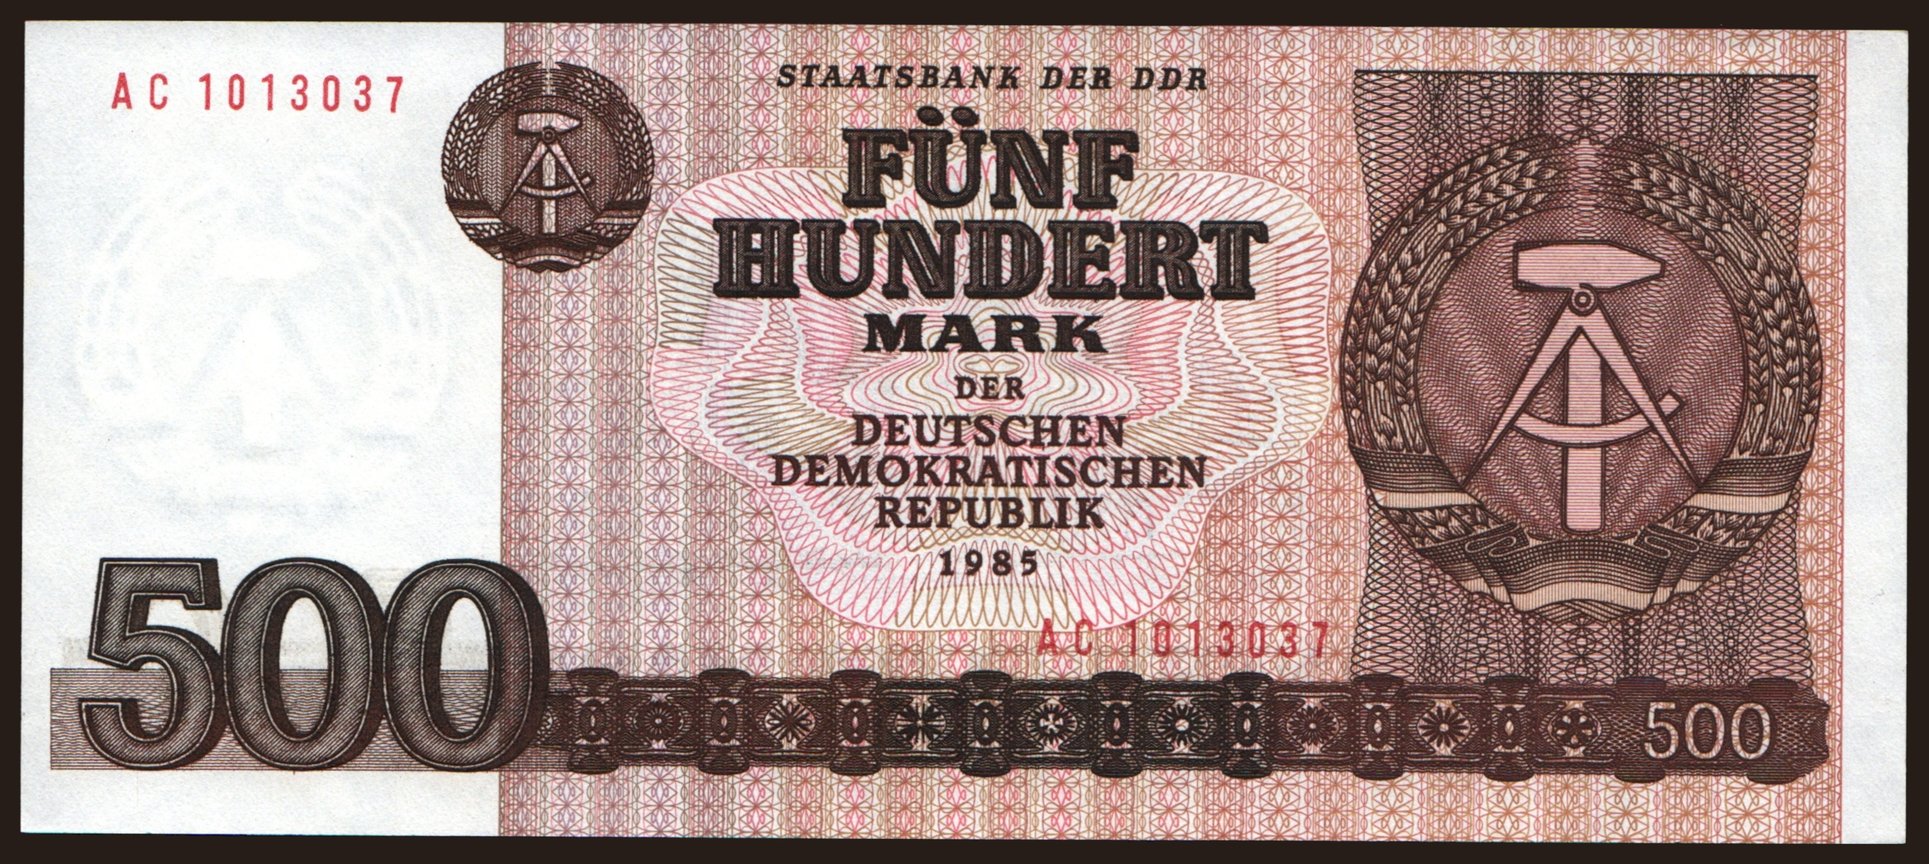 AC 1013037
STAATSBANK DER DDR
FÜNF
HUNDERT
MARK
DER
DEUTSCHEN
DEMOKRATISCHEN
REPUBLIK
1985
AC 1013037
500
500